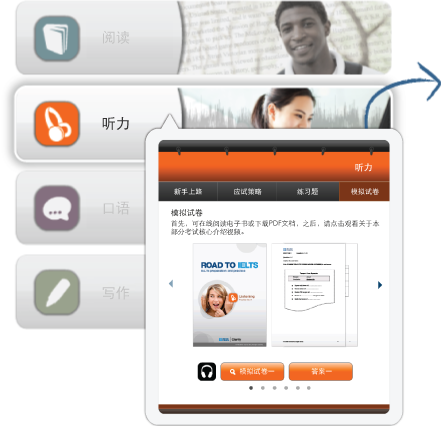 阅读
听力
口语
写作
听力
新手上路 应试策略 练习题 模拟试卷
模拟试卷
首先，可在线阅读电子书或下载PDF文档，之后，请点击观看关于本
部分考试核心介绍视频。
ROAD TO IELTS
Listening
模拟试卷一 答案一